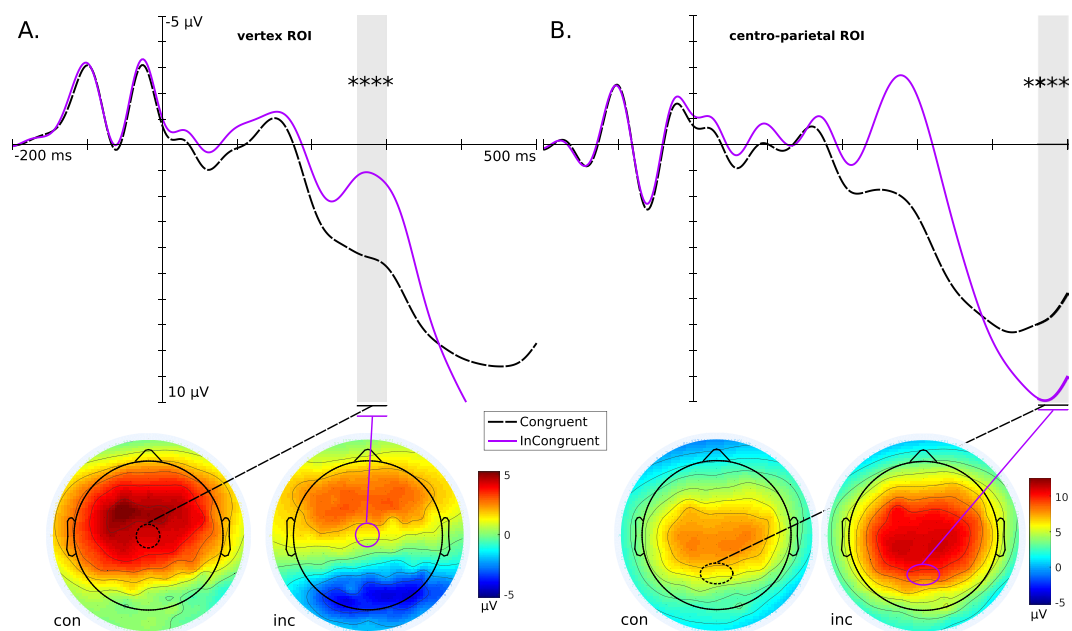 A.
-5 µV
vertex ROI
****
-200 ms
500 ms
10 µV
B.
centro-parietal ROI
****
Congruent
InCongruent
con
inc
5
0
-5
µV
con
inc
10
5
0
-5
µV